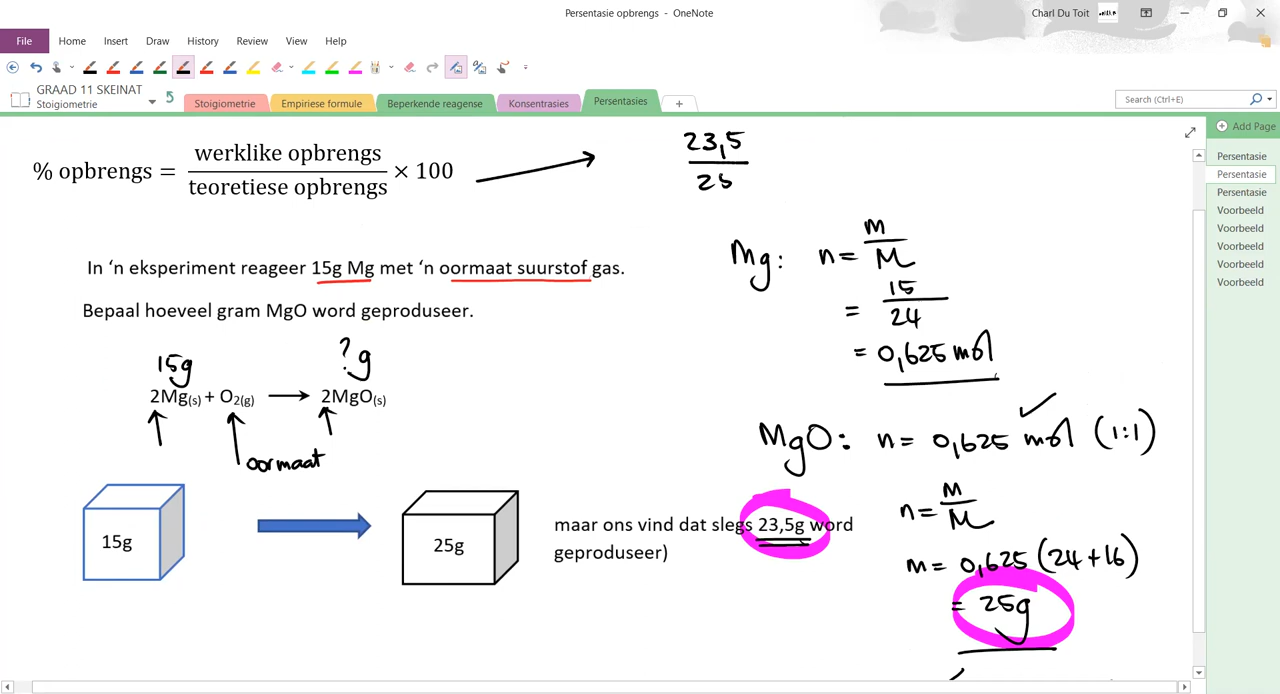 Persentasie opbrengs - OneNote
Charl Du Toit
File Home Insert Draw History Review View Help
GRAAD 11 SKEINAT
Stoigiometrie
Stoigiometrie Empiriese formule Beperkende reagense Konsentrasies Persentasies +
Search (Ctrl+E)
Add Page
Persentasie
Persentasie
Persentasie
Voorbeeld
Voorbeeld
Voorbeeld
Voorbeeld
Voorbeeld
% opbrengs = werklike opbrengs / teoretiese opbrengs × 100
23,5 / 25
In ‘n eksperiment reageer 15g Mg met ‘n oormaat suurstof gas.
Bepaal hoeveel gram MgO word geproduseer.
15g ?g
2Mg(s) + O2(g) → 2MgO(s)
oormaat
15g
25g
maar ons vind dat slegs 23,5g word
geproduseer)
Mg: n = m/M
= 15/24
= 0,625 mol
MgO: n = 0,625 mol (1:1)
n = m/M
m = 0,625 (24+16)
= 25g